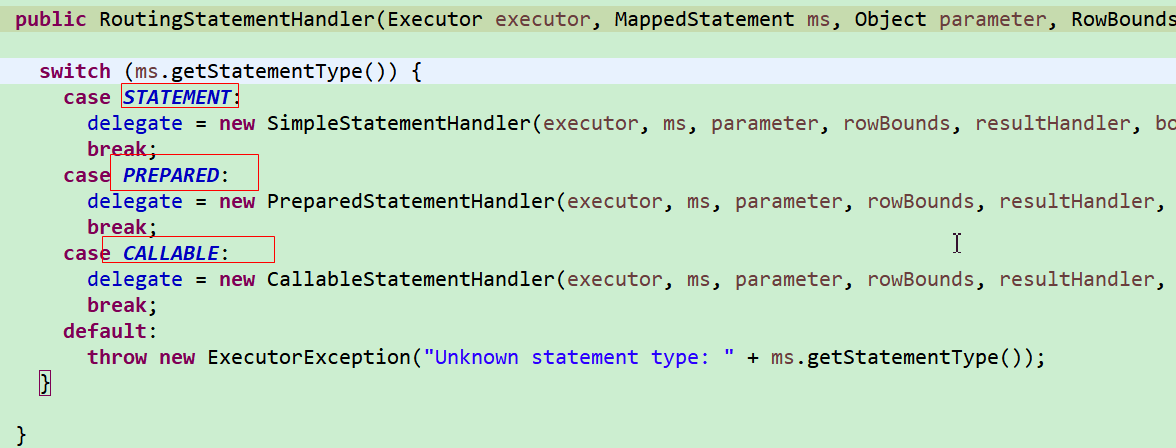 public RoutingStatementHandler(Executor executor, MappedStatement ms, Object parameter, RowBounds
switch (ms.getStatementType()) {
case STATEMENT:
delegate = new SimpleStatementHandler(executor, ms, parameter, rowBounds, resultHandler, bo
break;
case PREPARED:
delegate = new PreparedStatementHandler(executor, ms, parameter, rowBounds, resultHandler,
break;
case CALLABLE:
delegate = new CallableStatementHandler(executor, ms, parameter, rowBounds, resultHandler,
break;
default:
throw new ExecutorException("Unknown statement type: " + ms.getStatementType());
}
}